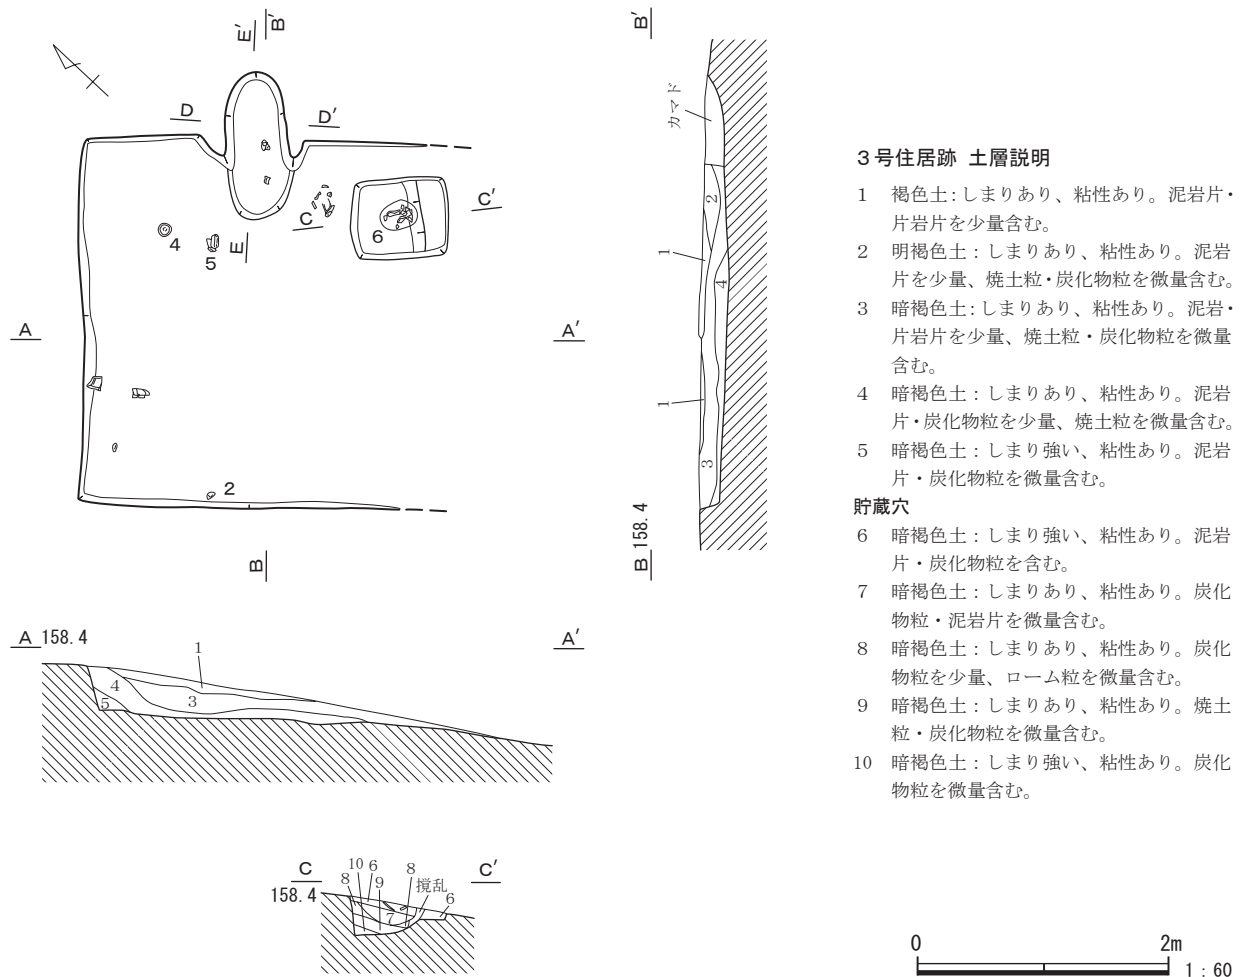 E′
B′
D
D′
C′
C
6
4
5
E
A
A′
2
B
B′
カマド
2
1
4
1
3
B 158.4
A 158.4
A′
1
4
3
5
C
C′
158.4
10 6
8
8 9
撹乱
6
7
3号住居跡 土層説明
1 褐色土:しまりあり、粘性あり。泥岩片・
片岩片を少量含む。
2 明褐色土:しまりあり、粘性あり。泥岩
片を少量、焼土粒・炭化物粒を微量含む。
3 暗褐色土:しまりあり、粘性あり。泥岩・
片岩片を少量、焼土粒・炭化物粒を微量
含む。
4 暗褐色土:しまりあり、粘性あり。泥岩
片・炭化物粒を少量、焼土粒を微量含む。
5 暗褐色土:しまり強い、粘性あり。泥岩
片・炭化物粒を微量含む。
貯蔵穴
6 暗褐色土:しまり強い、粘性あり。泥岩
片・炭化物粒を含む。
7 暗褐色土:しまりあり、粘性あり。炭化
物粒・泥岩片を微量含む。
8 暗褐色土:しまりあり、粘性あり。炭化
物粒を少量、ローム粒を微量含む。
9 暗褐色土:しまりあり、粘性あり。焼土
粒・炭化物粒を微量含む。
10 暗褐色土:しまり強い、粘性あり。炭化
物粒を微量含む。
0 2m
1:60